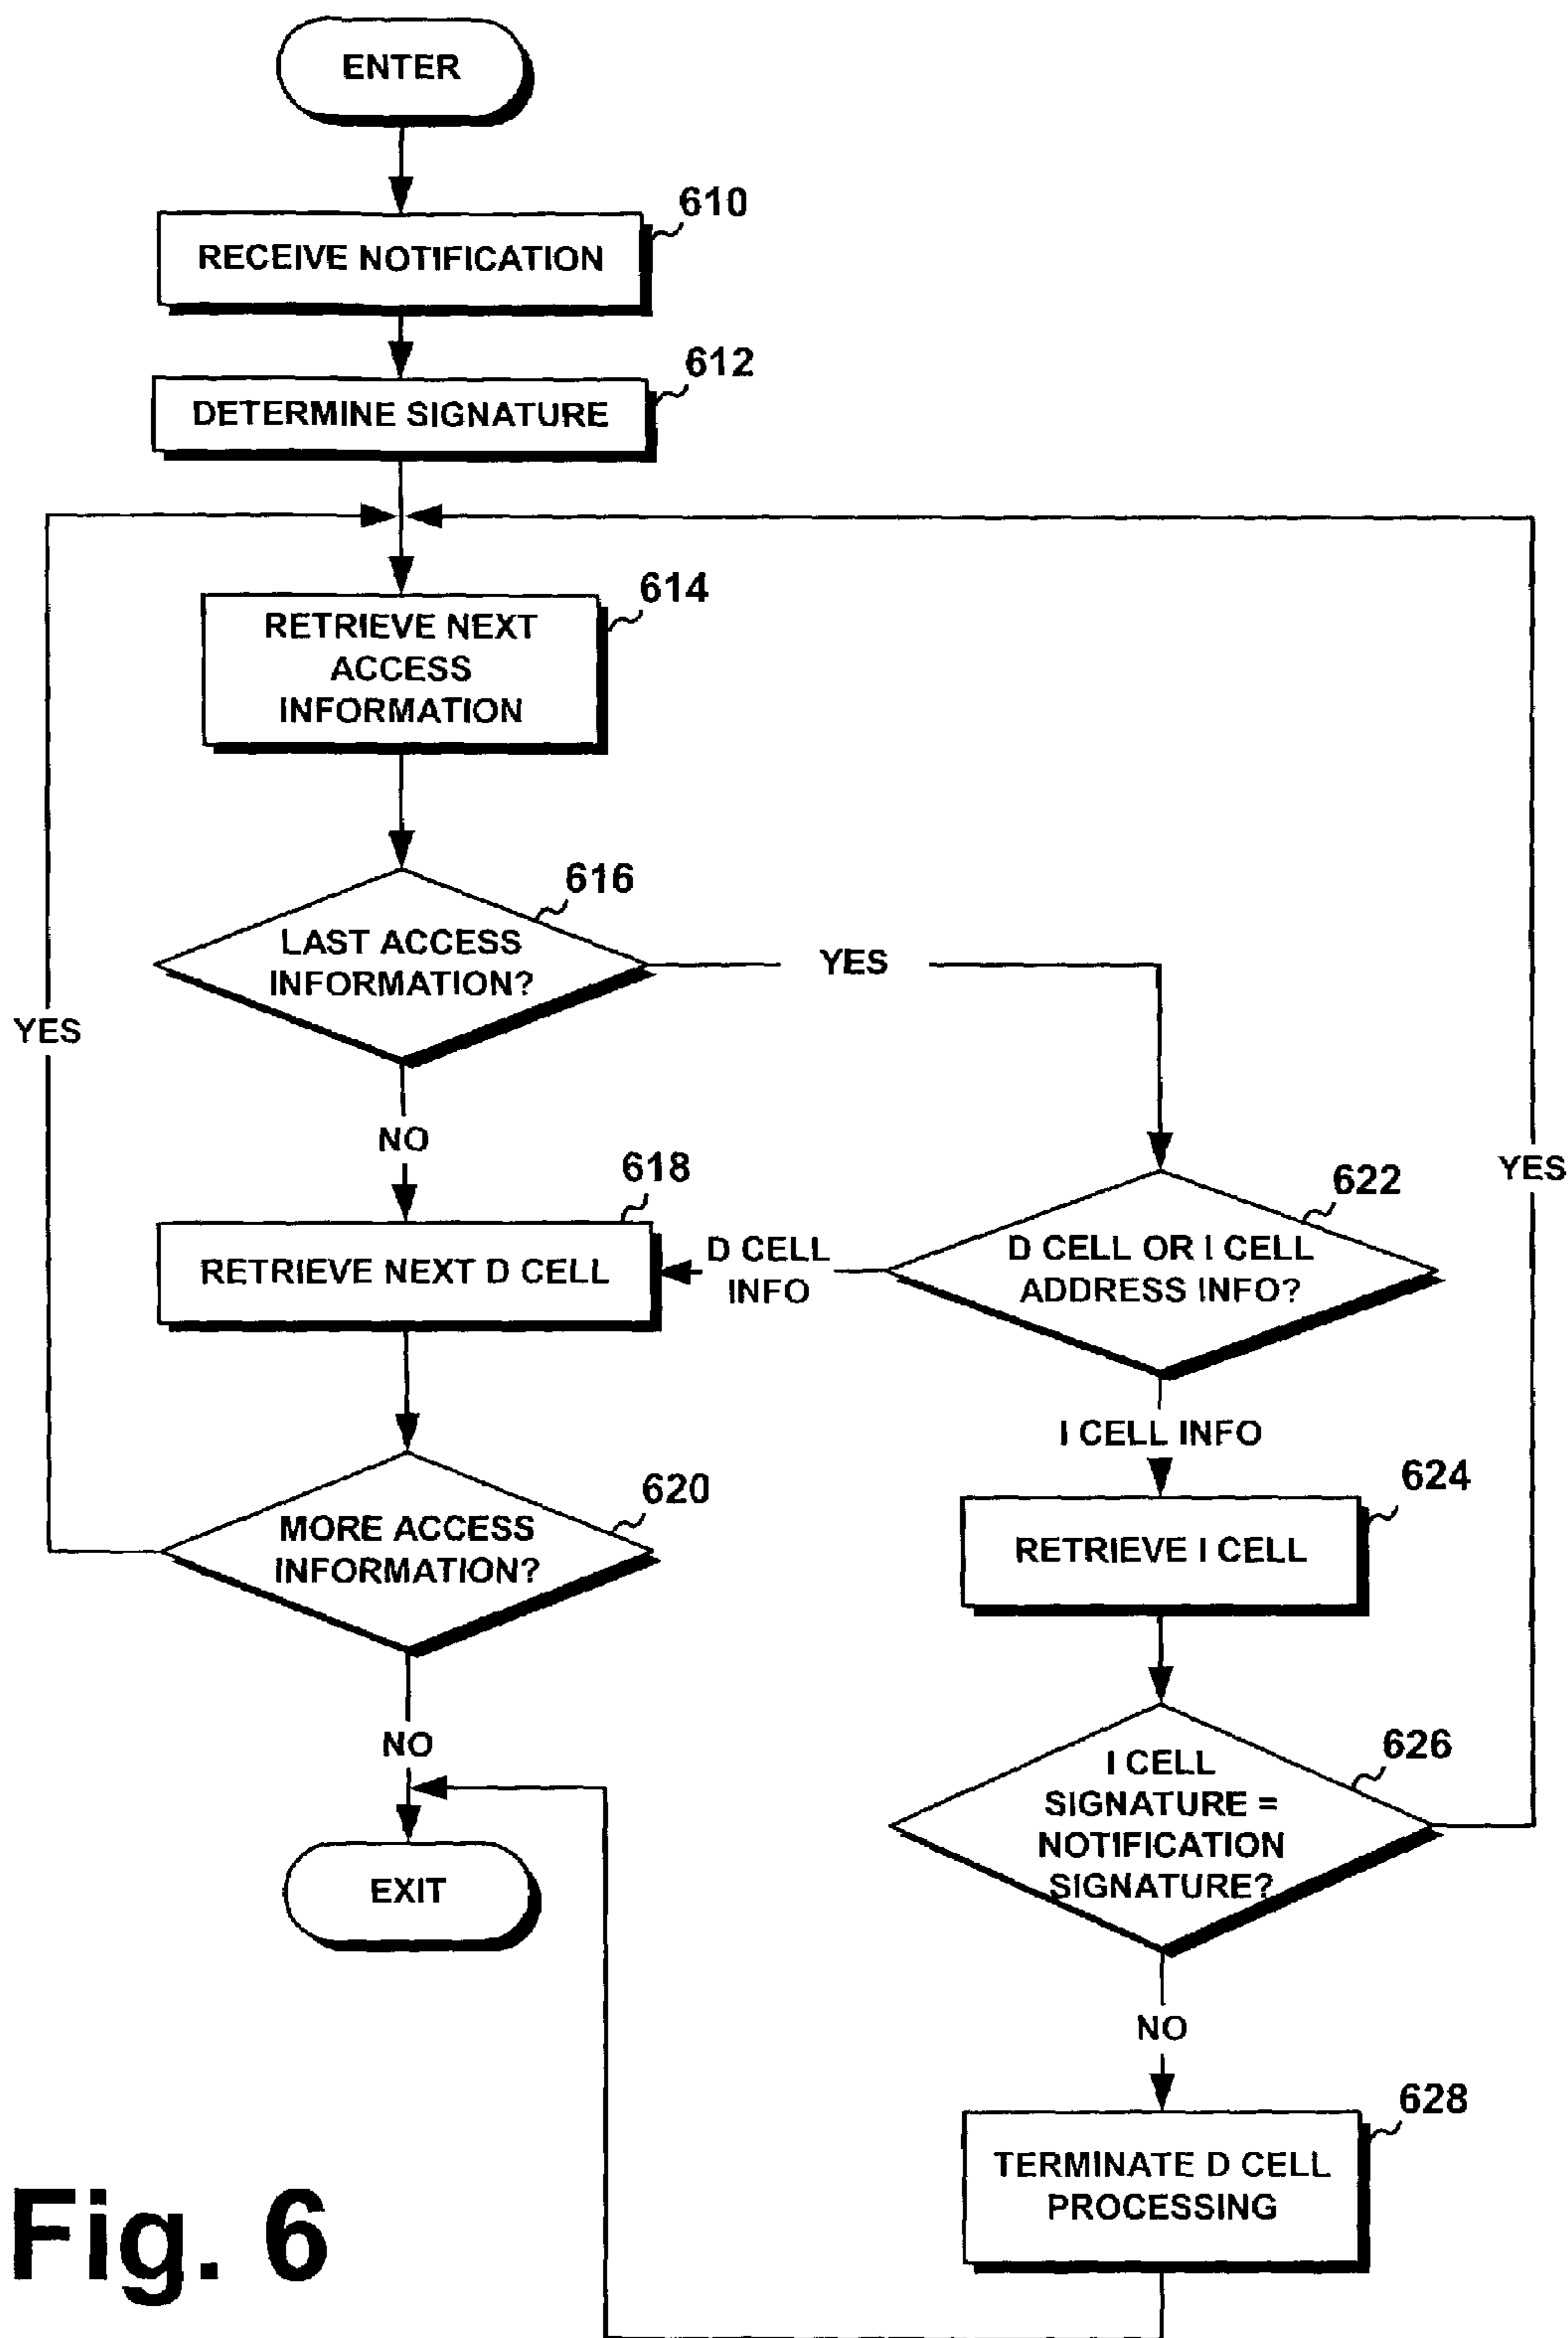 ENTER
610
RECEIVE NOTIFICATION
612
DETERMINE SIGNATURE
614
RETRIEVE NEXT
ACCESS
INFORMATION
616
LAST ACCESS
INFORMATION?
YES
YES
NO
618
RETRIEVE NEXT D CELL
D CELL
INFO
622
D CELL OR I CELL
ADDRESS INFO?
YES
I CELL INFO
620
MORE ACCESS
INFORMATION?
624
RETRIEVE I CELL
NO
626
I CELL
SIGNATURE =
NOTIFICATION
SIGNATURE?
EXIT
NO
628
TERMINATE D CELL
PROCESSING
Fig. 6